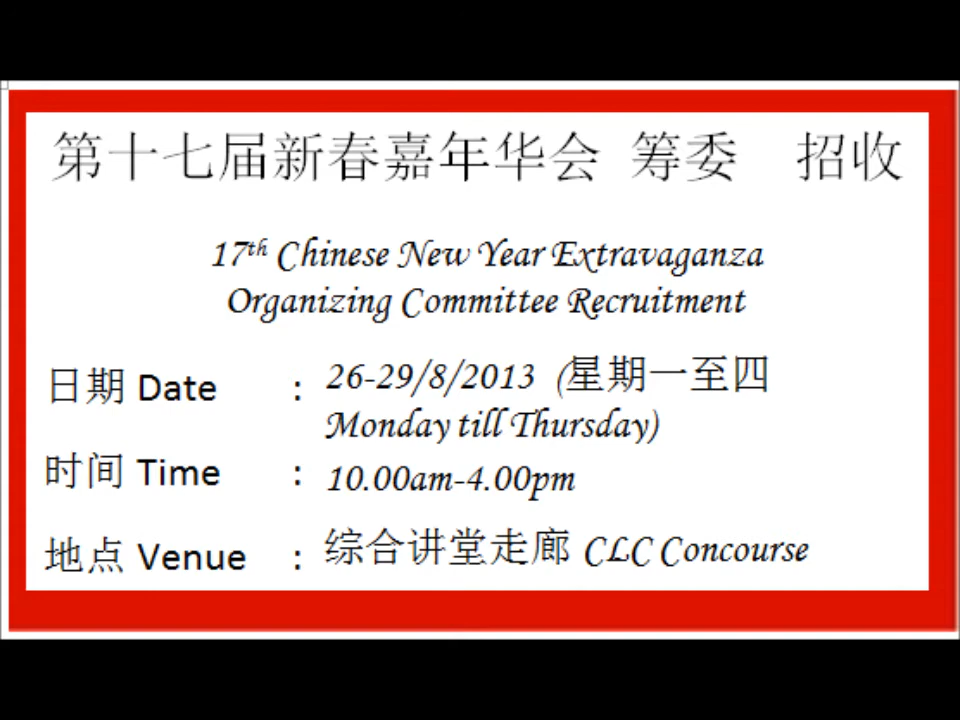 第十七届新春嘉年华会 筹委 招收
17th Chinese New Year Extravaganza
Organizing Committee Recruitment
日期 Date : 26-29/8/2013 (星期一至四
Monday till Thursday)
时间 Time : 10.00am-4.00pm
地点 Venue : 综合讲堂走廊 CLC Concourse